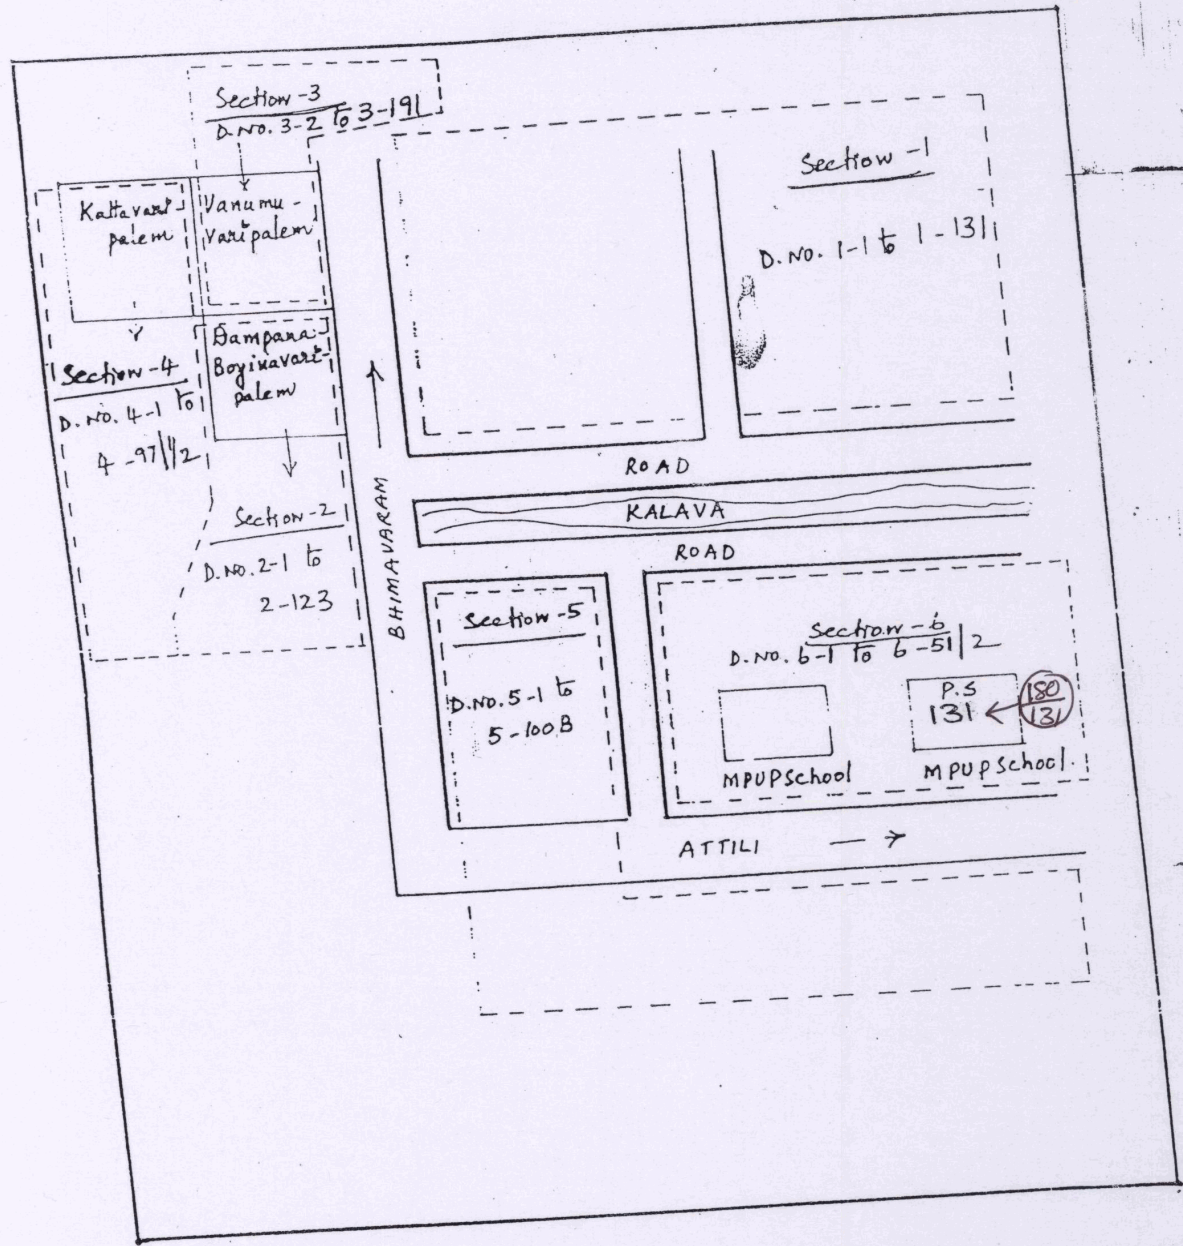 Section-3
D.No. 3-2 to 3-191
Section-1
D.No. 1-1 to 1-131
Kattavari
palem
Vanumu-
varipalem
Dampana-
Boyinavari-
palem
Section-4
D.No. 4-1 to
4-97/1/2
Section-2
D.No. 2-1 to
2-123
BHIMAVARAM
ROAD
KALAVA
ROAD
Section-5
D.No. 5-1 to
5-100B
Section-6
D.No. 6-1 to 6-51/2
P.S
131
180
131
MPUPSchool
MPUPSchool.
ATTILI